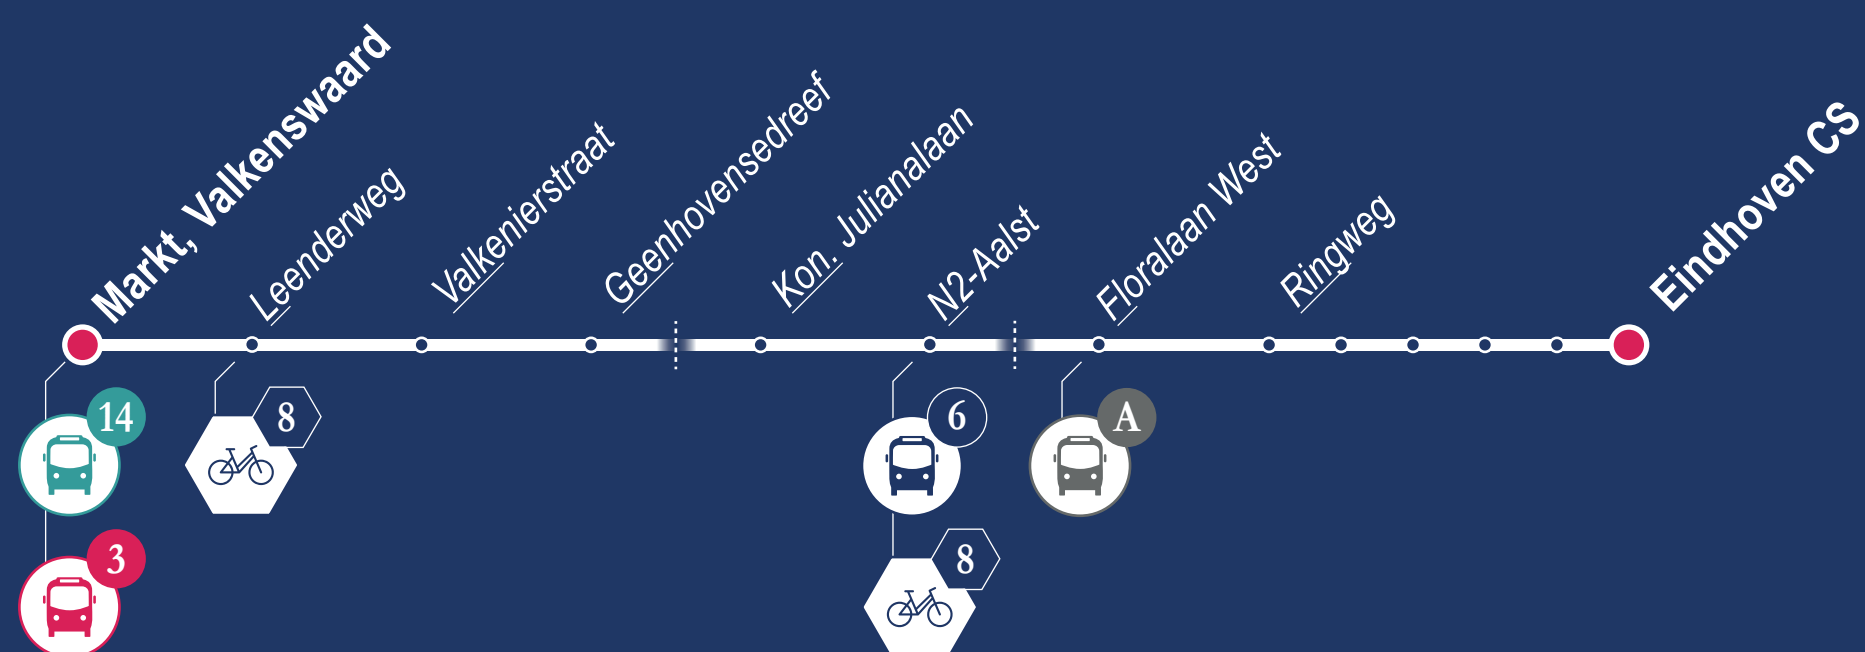 Markt, Valkenswaard
Leenderweg
Valkenierstraat
Geenhovensedreef
Kon. Julianalaan
N2-Aalst
Floralaan West
Ringweg
Eindhoven CS
14
8
6
A
3
8